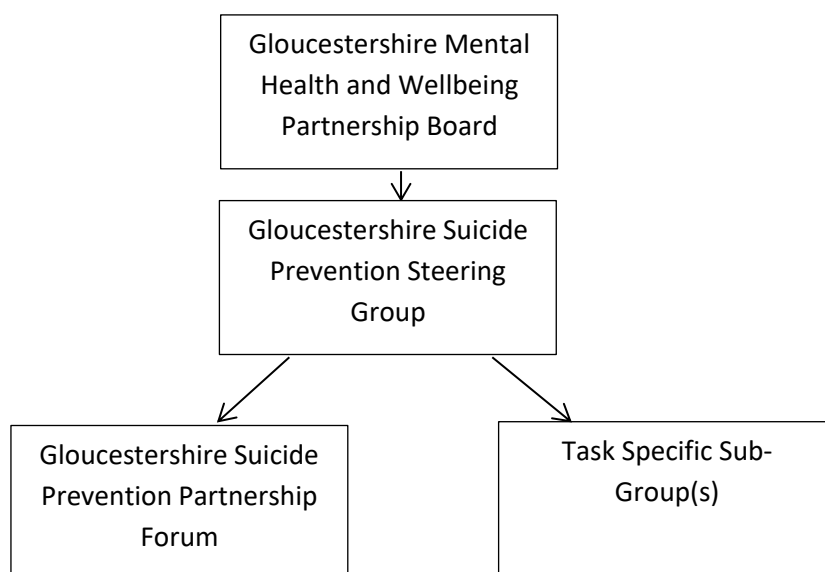 Gloucestershire Mental
Health and Wellbeing
Partnership Board
Gloucestershire Suicide
Prevention Steering
Group
Gloucestershire Suicide
Prevention Partnership
Forum
Task Specific Sub-
Group(s)